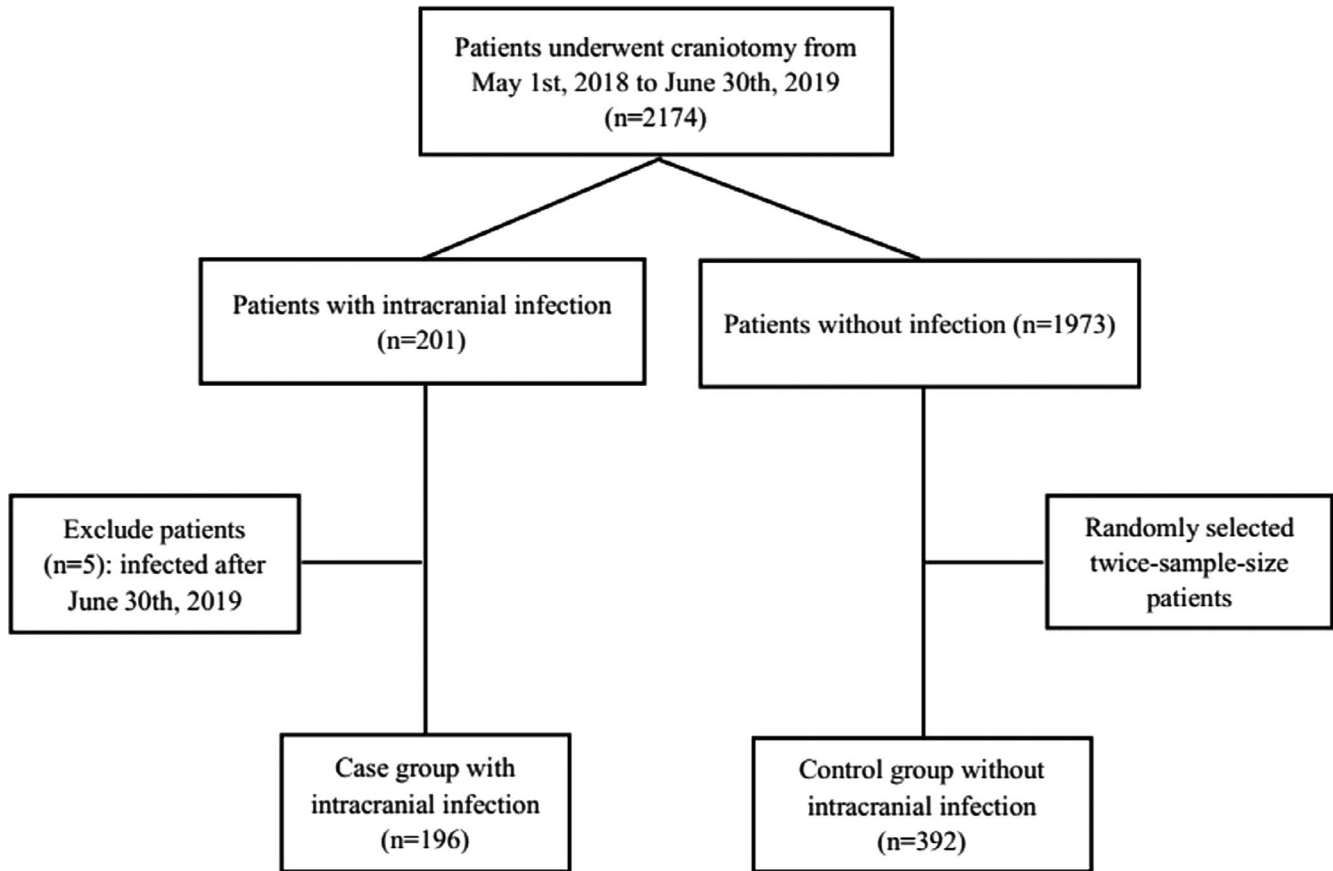 Patients underwent craniotomy from
May 1st, 2018 to June 30th, 2019
(n=2174)
Patients with intracranial infection
(n=201)
Patients without infection (n=1973)
Exclude patients
(n=5): infected after
June 30th, 2019
Randomly selected
twice-sample-size
patients
Case group with
intracranial infection
(n=196)
Control group without
intracranial infection
(n=392)